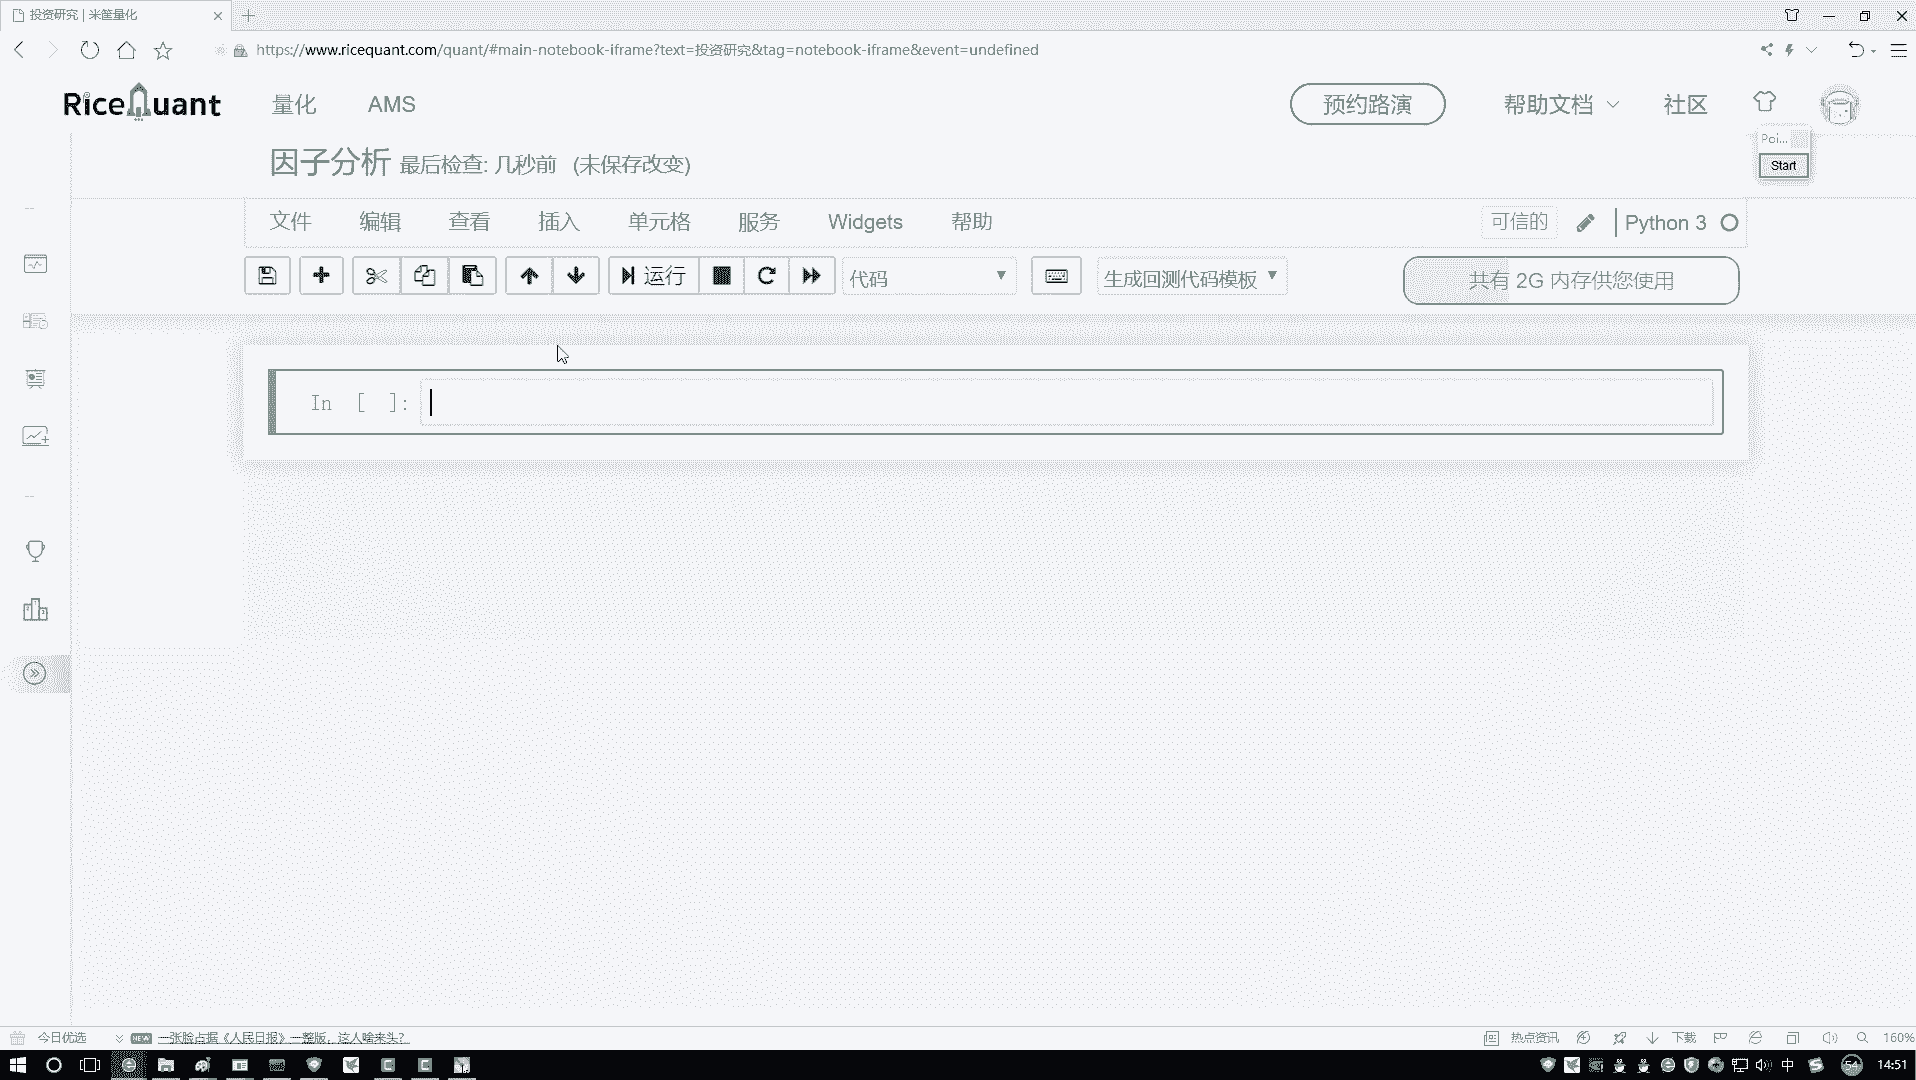 投资研究 | 米筐量化
https://www.ricequant.com/quant/#main-notebook-iframe?text=投资研究&tag=notebook-iframe&event=undefined
RiceQuant 量化 AMS 预约路演 帮助文档 社区
Poi...
Start
因子分析 最后检查: 几秒前 (未保存改变)
文件 编辑 查看 插入 单元格 服务 Widgets 帮助 可信的 Python 3
运行 代码 生成回测代码模板 共有 2G 内存供您使用
In [ ]:
今日优选 NEW 一张脸占据《人民日报》一整版，这人啥来头? 热点资讯 下载 160%
中 54 14:51